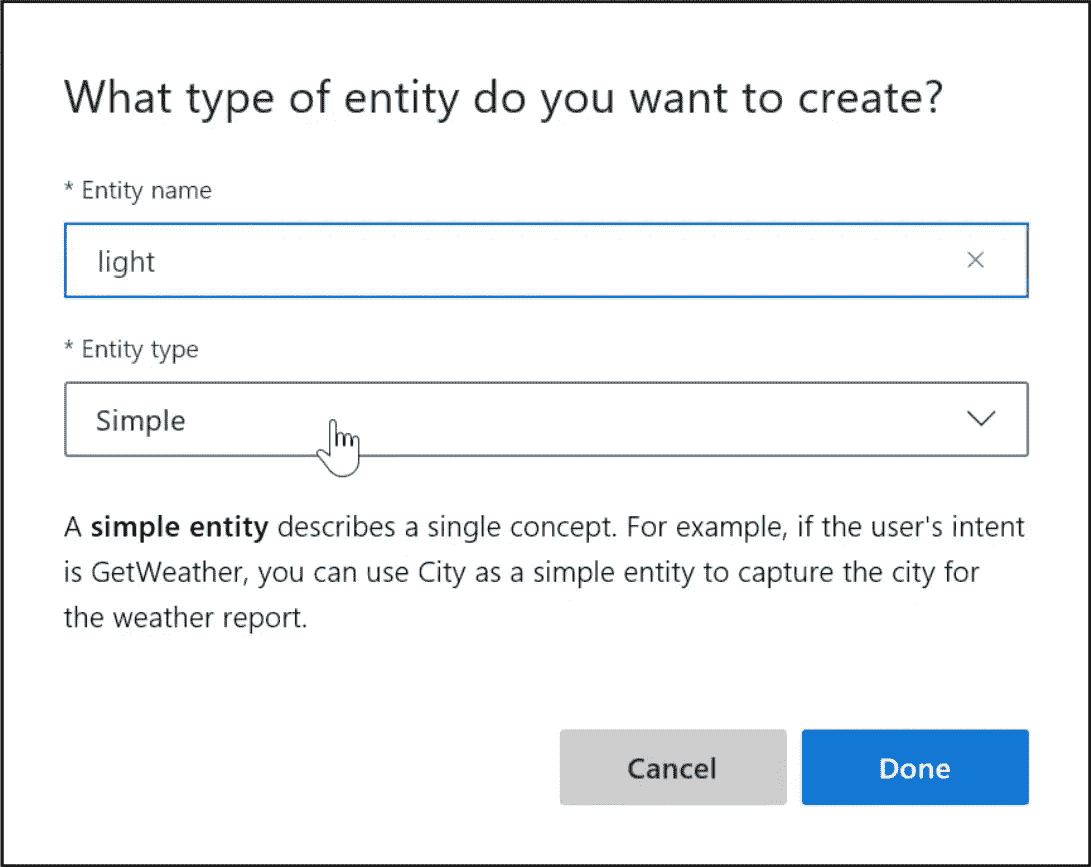 What type of entity do you want to create?
* Entity name
light
* Entity type
Simple
A simple entity describes a single concept. For example, if the user's intent
is GetWeather, you can use City as a simple entity to capture the city for
the weather report.
Cancel
Done